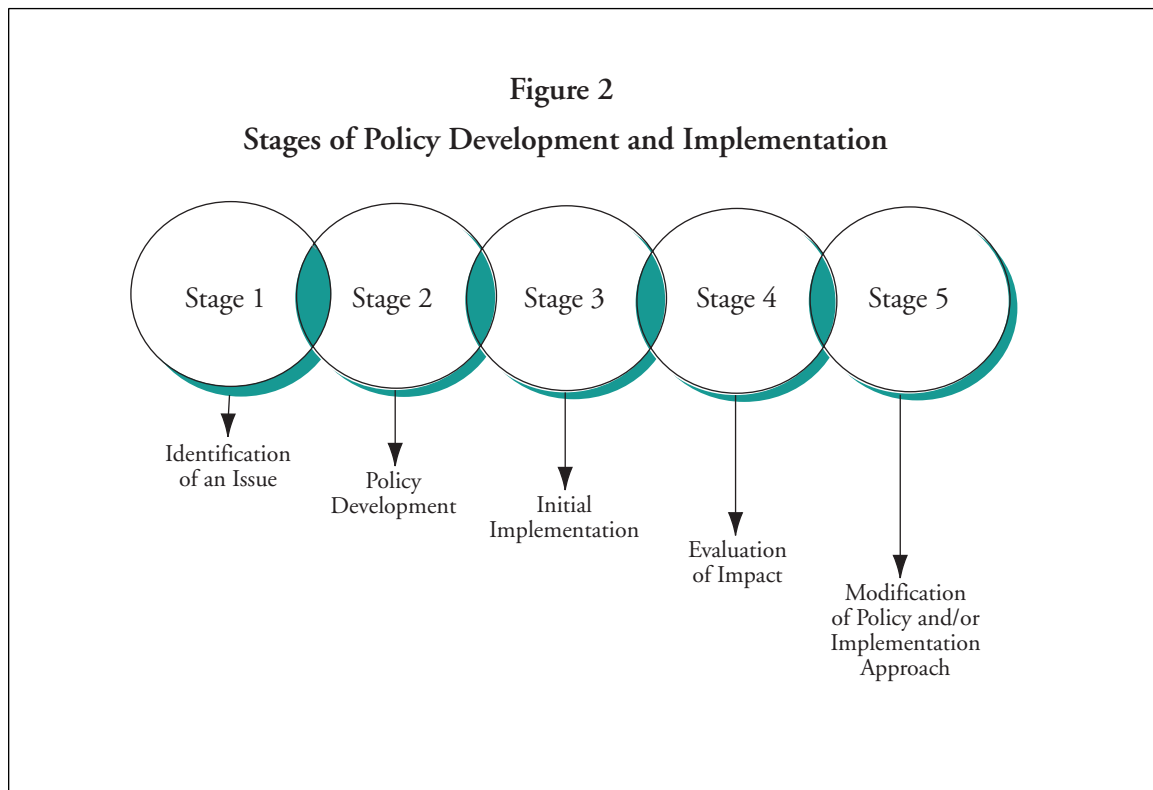 Figure 2
Stages of Policy Development and Implementation
Stage 1
Stage 2
Stage 3
Stage 4
Stage 5
Identification
of an Issue
Policy
Development
Initial
Implementation
Evaluation
of Impact
Modification
of Policy and/or
Implementation
Approach